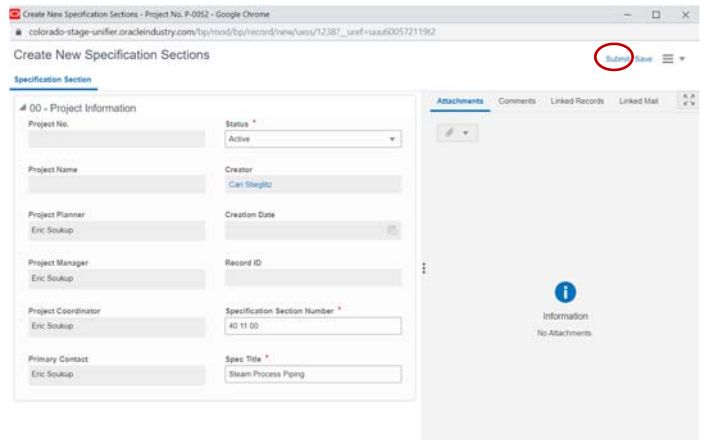 Create New Specification Sections - Project No. P-0052 - Google Chrome
colorado-stage-unifier.oracleindustry.com/bp/mod/bp/record/new/uxss/1238?_uref=uuu600572119t2
Create New Specification Sections
Submit Save
Specification Section
00 - Project Information
Project No.
Status *
Active
Project Name
Creator
Carl Stieglitz
Project Planner
Creation Date
Eric Soukup
Project Manager
Record ID
Eric Soukup
Project Coordinator
Specification Section Number *
Eric Soukup
40 11 00
Primary Contact
Spec Title *
Eric Soukup
Steam Process Piping
Attachments Comments Linked Records Linked Mail
Information
No Attachments.